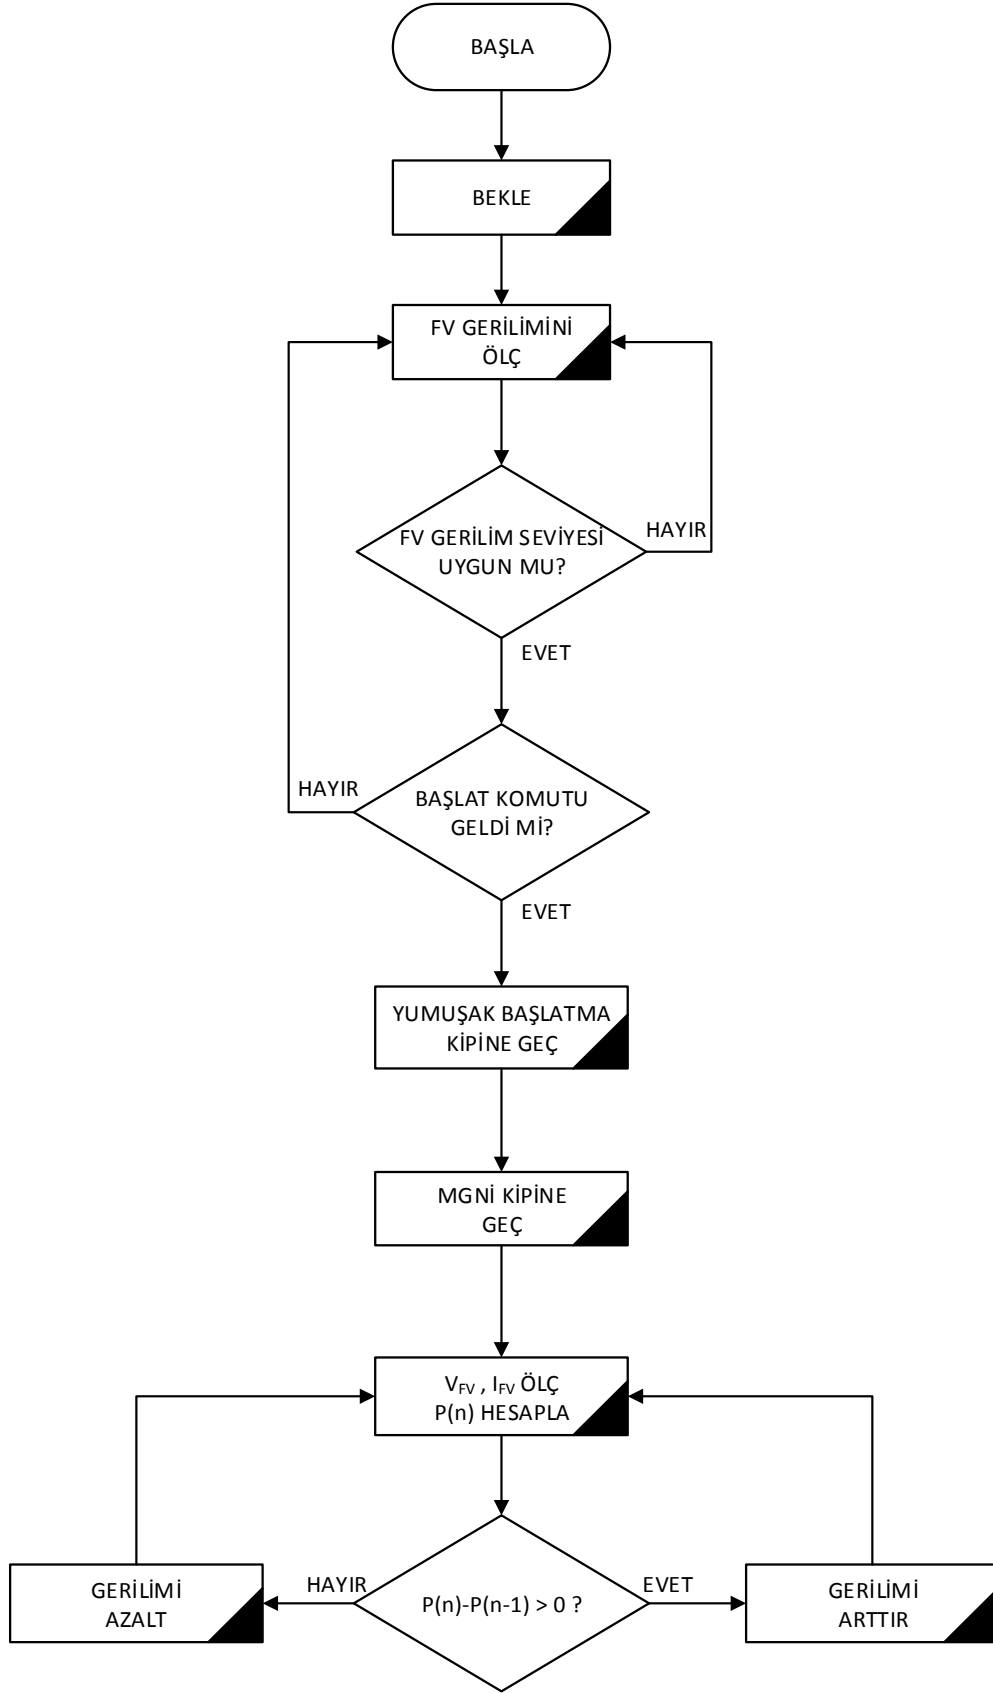 BAŞLA
BEKLE
FV GERİLİMİNİ
ÖLÇ
FV GERİLİM SEVİYESİ
UYGUN MU?
HAYIR
EVET
HAYIR
BAŞLAT KOMUTU
GELDİ Mİ?
EVET
YUMUŞAK BAŞLATMA
KİPİNE GEÇ
MGNİ KİPİNE
GEÇ
V_FV , I_FV ÖLÇ
P(n) HESAPLA
GERİLİMİ
AZALT
HAYIR
P(n)-P(n-1) > 0 ?
EVET
GERİLİMİ
ARTTIR